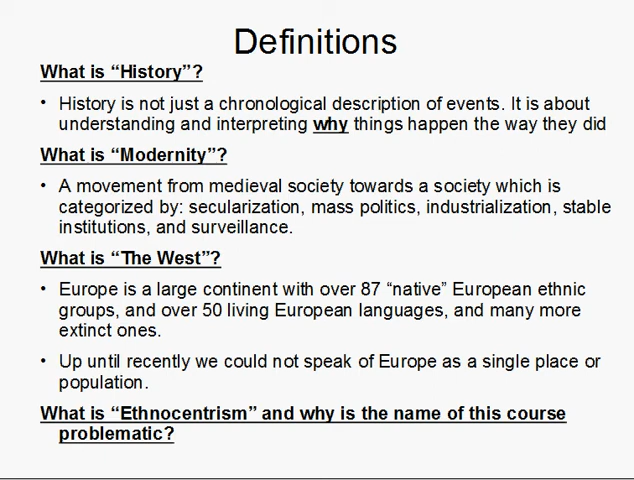 Definitions
What is “History”?
• History is not just a chronological description of events. It is about
understanding and interpreting why things happen the way they did
What is “Modernity”?
• A movement from medieval society towards a society which is
categorized by: secularization, mass politics, industrialization, stable
institutions, and surveillance.
What is “The West”?
• Europe is a large continent with over 87 “native” European ethnic
groups, and over 50 living European languages, and many more
extinct ones.
• Up until recently we could not speak of Europe as a single place or
population.
What is “Ethnocentrism” and why is the name of this course
problematic?